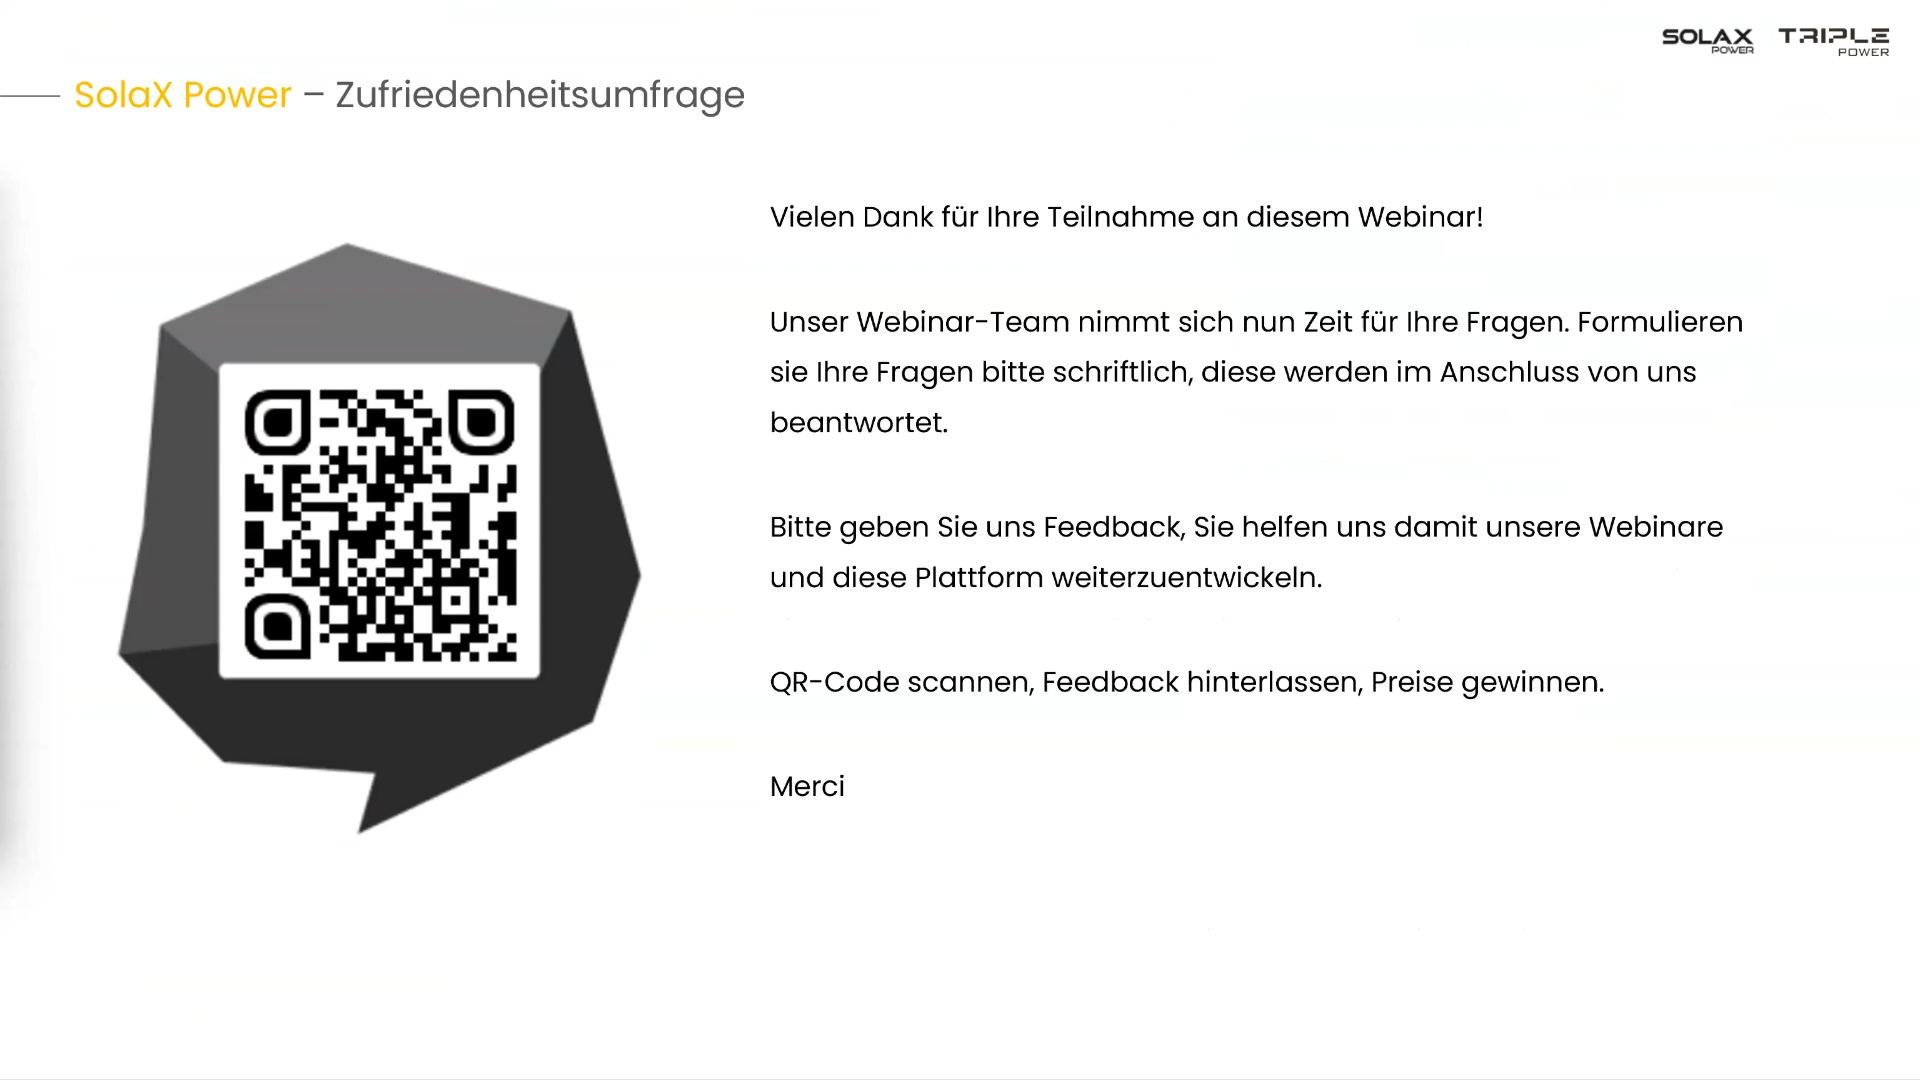 SOLAX POWER TRIPLE POWER
SolaX Power – Zufriedenheitsumfrage
Vielen Dank für Ihre Teilnahme an diesem Webinar!
Unser Webinar-Team nimmt sich nun Zeit für Ihre Fragen. Formulieren
sie Ihre Fragen bitte schriftlich, diese werden im Anschluss von uns
beantwortet.
Bitte geben Sie uns Feedback, Sie helfen uns damit unsere Webinare
und diese Plattform weiterzuentwickeln.
QR-Code scannen, Feedback hinterlassen, Preise gewinnen.
Merci